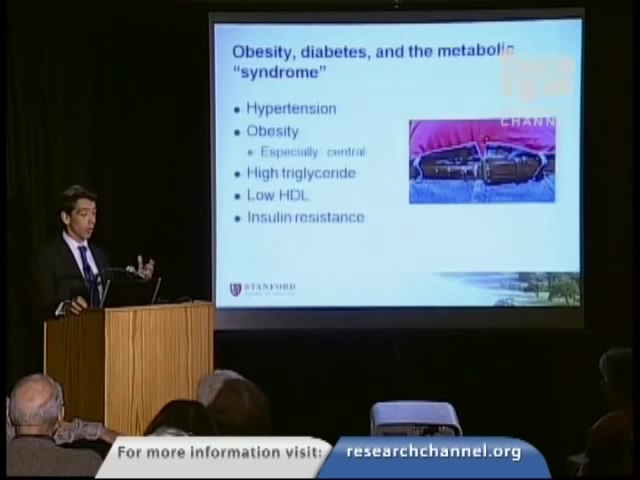 Obesity, diabetes, and the metabolic
"syndrome"
Hypertension
Obesity
Especially central
High triglyceride
Low HDL
Insulin resistance
CHANNEL
STANFORD
For more information visit:
researchchannel.org